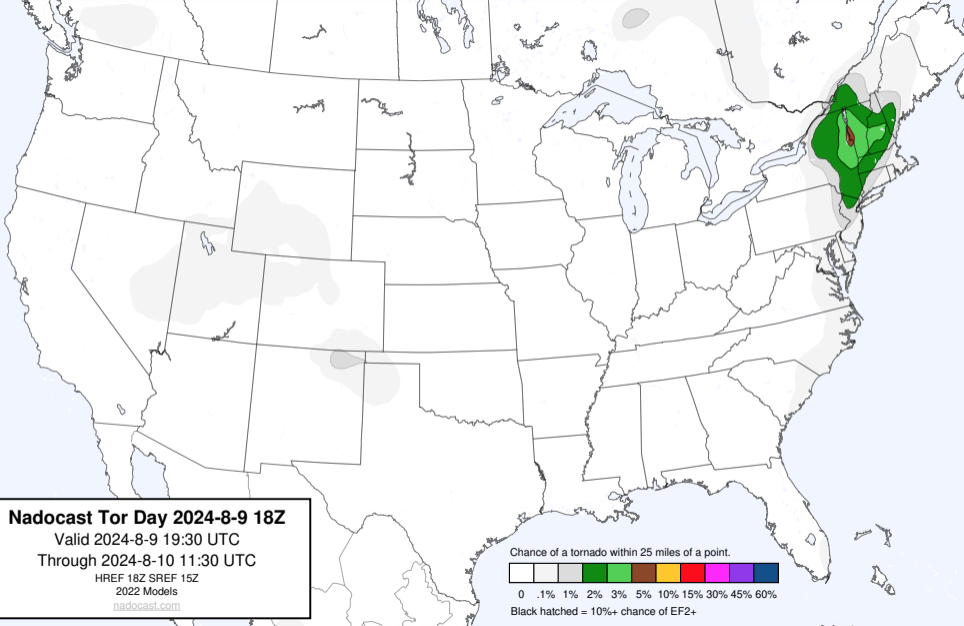 Nadocast Tor Day 2024-8-9 18Z
Valid 2024-8-9 19:30 UTC
Through 2024-8-10 11:30 UTC
HREF 18Z SREF 15Z
2022 Models
nadocast.com
Chance of a tornado within 25 miles of a point.
0 .1% 1% 2% 3% 5% 10% 15% 30% 45% 60%
Black hatched = 10%+ chance of EF2+